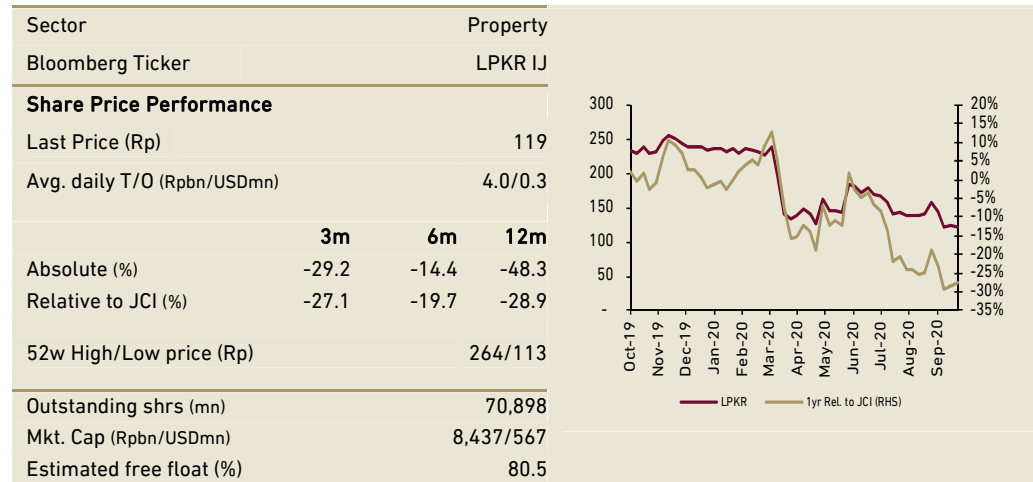 Sector Property
Bloomberg Ticker LPKR IJ
Share Price Performance
Last Price (Rp) 119
Avg. daily T/O (Rpbn/USDmn) 4.0/0.3
3m 6m 12m
Absolute (%) -29.2 -14.4 -48.3
Relative to JCI (%) -27.1 -19.7 -28.9
52w High/Low price (Rp) 264/113
Outstanding shrs (mn) 70,898
Mkt. Cap (Rpbn/USDmn) 8,437/567
Estimated free float (%) 80.5
300
250
200
150
100
50
-
20%
15%
10%
5%
0%
-5%
-10%
-15%
-20%
-25%
-30%
-35%
Oct-19
Nov-19
Dec-19
Jan-20
Feb-20
Mar-20
Apr-20
May-20
Jun-20
Jul-20
Aug-20
Sep-20
LPKR 1yr Rel. to JCI (RHS)